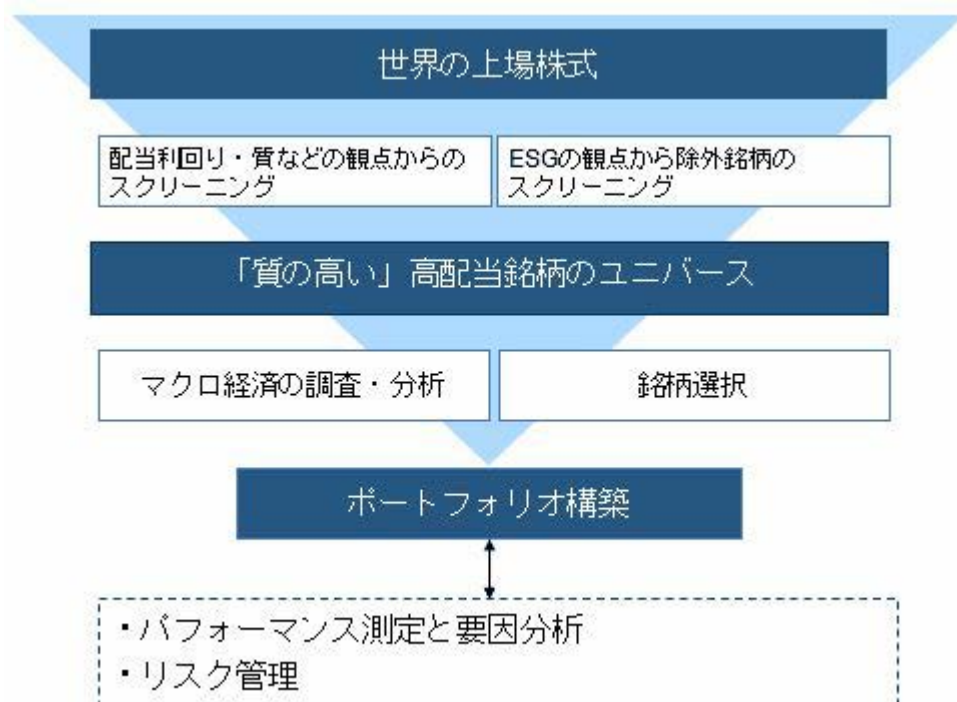 世界の上場株式
配当利回り・質などの観点からの
スクリーニング
ESGの観点から除外銘柄の
スクリーニング
「質の高い」高配当銘柄のユニバース
マクロ経済の調査・分析
銘柄選択
ポートフォリオ構築
・パフォーマンス測定と要因分析
・リスク管理